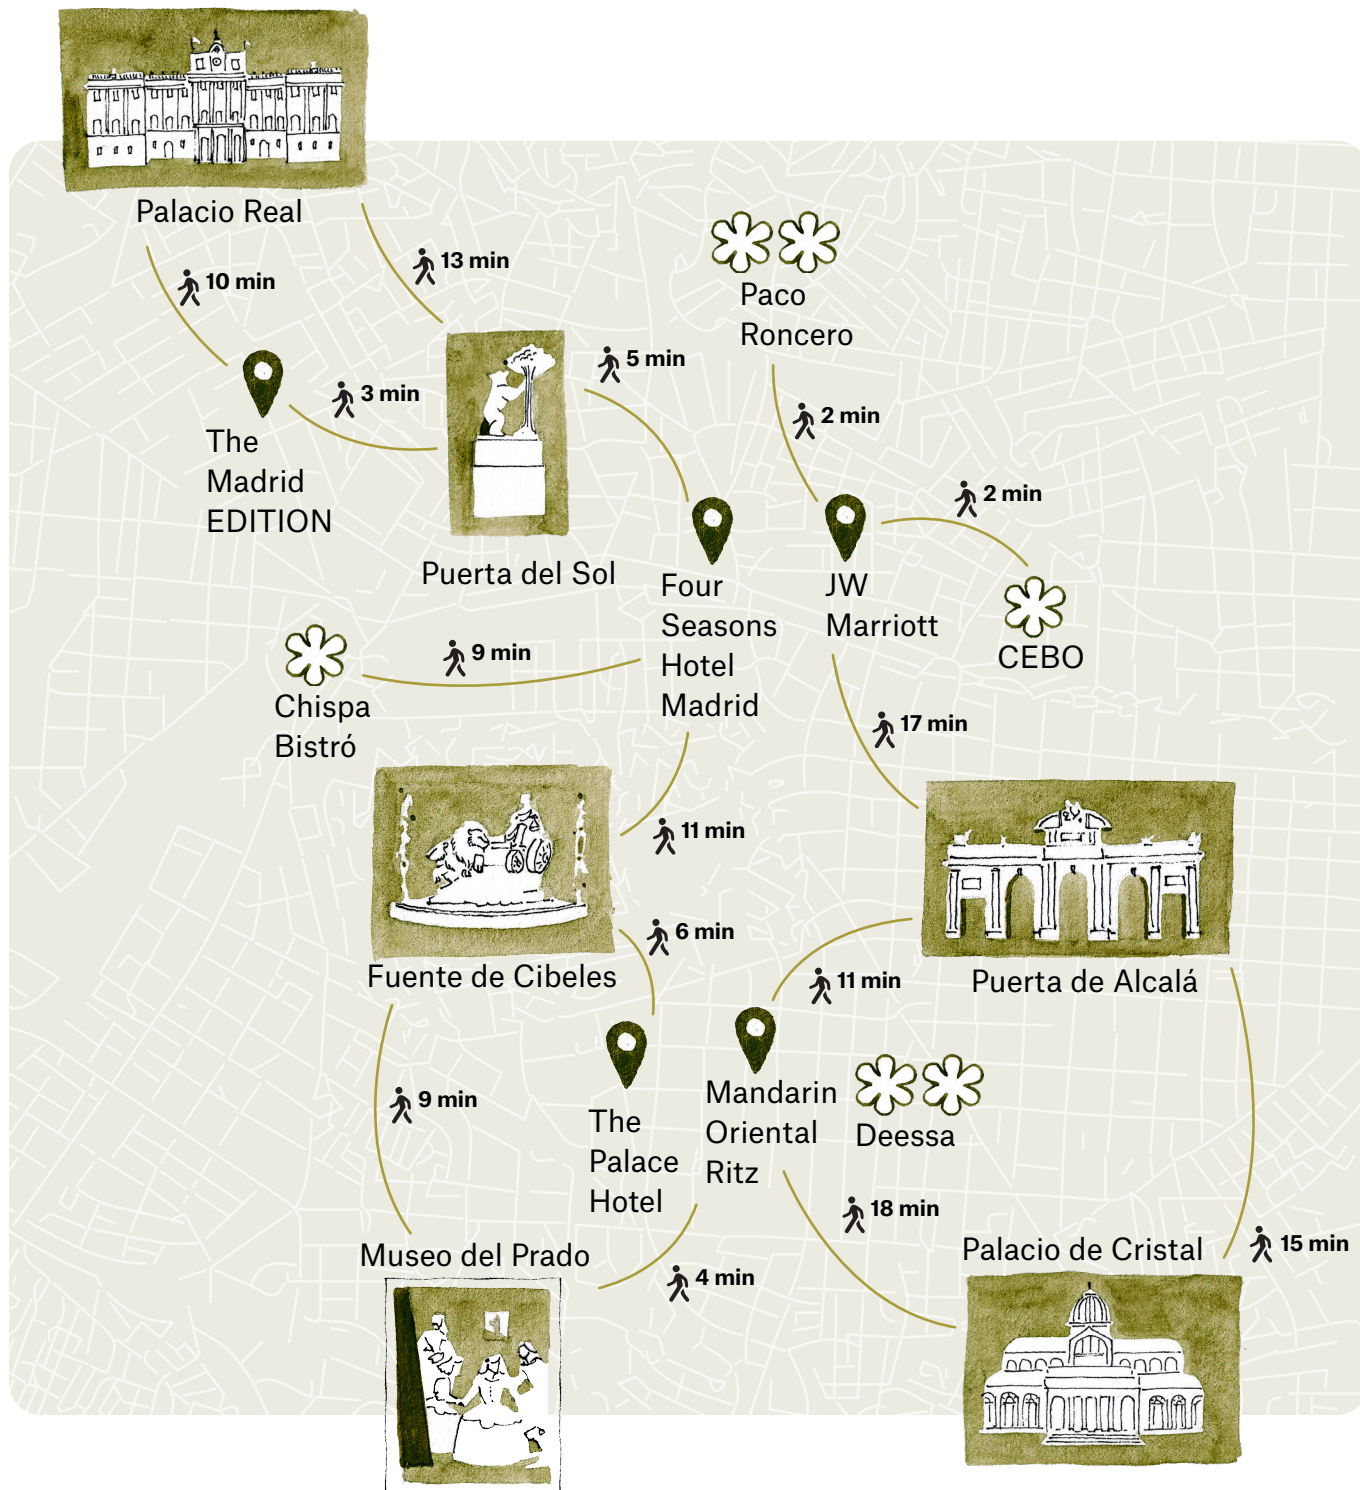 Palacio Real
10 min
13 min
The
Madrid
EDITION
3 min
Puerta del Sol
5 min
Paco
Roncero
2 min
2 min
Four
Seasons
Hotel
Madrid
JW
Marriott
CEBO
Chispa
Bistró
9 min
17 min
11 min
Fuente de Cibeles
6 min
Puerta de Alcalá
11 min
9 min
The
Palace
Hotel
Mandarin
Oriental
Ritz
Deessa
18 min
15 min
Museo del Prado
4 min
Palacio de Cristal